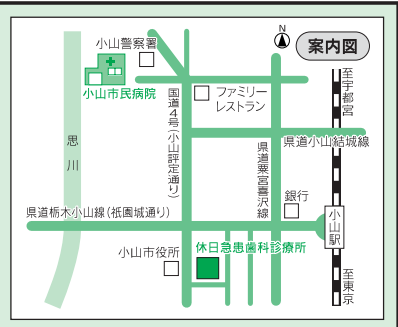 N
案内図
小山警察署
小山市民病院
至宇都宮
ファミリー
レストラン
国道4号(小山評定通り)
思川
県道小山結城線
県道粟宮喜沢線
銀行
県道栃木小山線(祇園城通り)
小山駅
小山市役所
休日急患歯科診療所
至東京